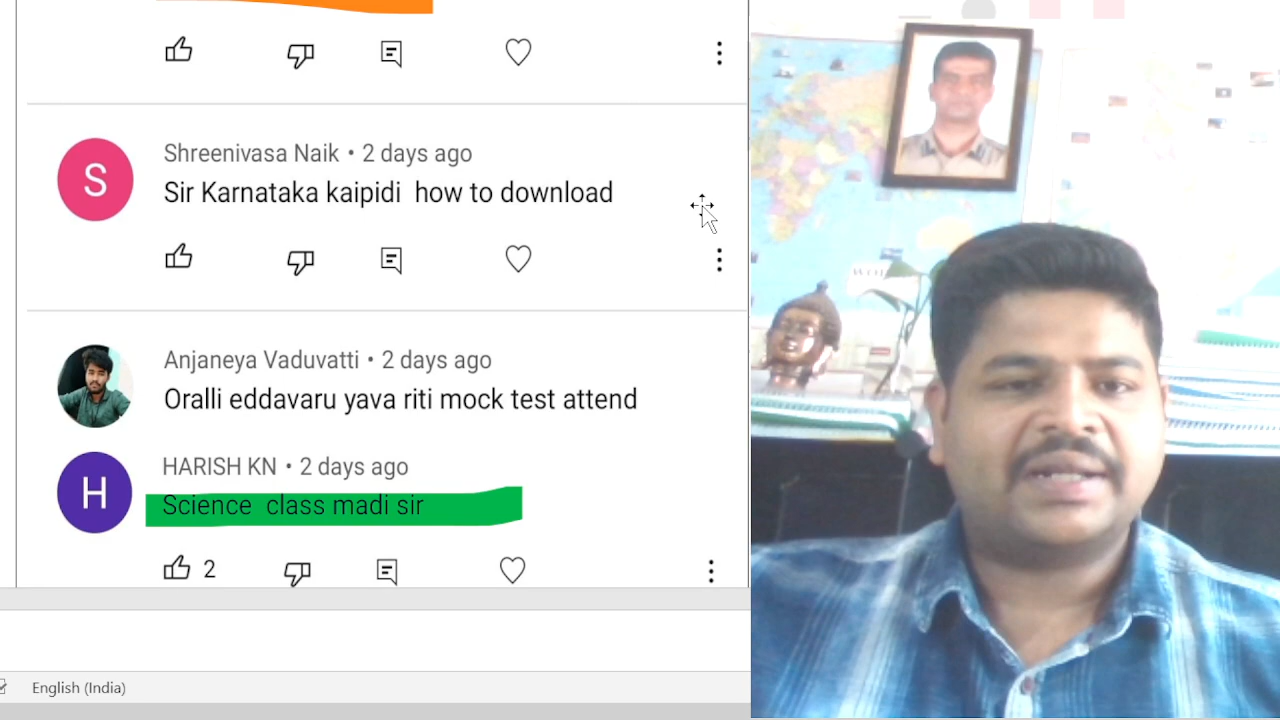 Shreenivasa Naik • 2 days ago
Sir Karnataka kaipidi how to download
Anjaneya Vaduvatti • 2 days ago
Oralli eddavaru yava riti mock test attend
HARISH KN • 2 days ago
Science class madi sir
2
S
H
English (India)